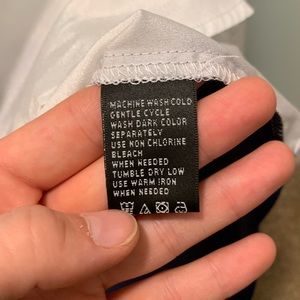 MACHINE WASH COLD
GENTLE CYCLE
WASH DARK COLOR
SEPARATELY
USE NON CHLORINE
BLEACH
WHEN NEEDED
TUMBLE DRY LOW
USE WARM IRON
WHEN NEEDED